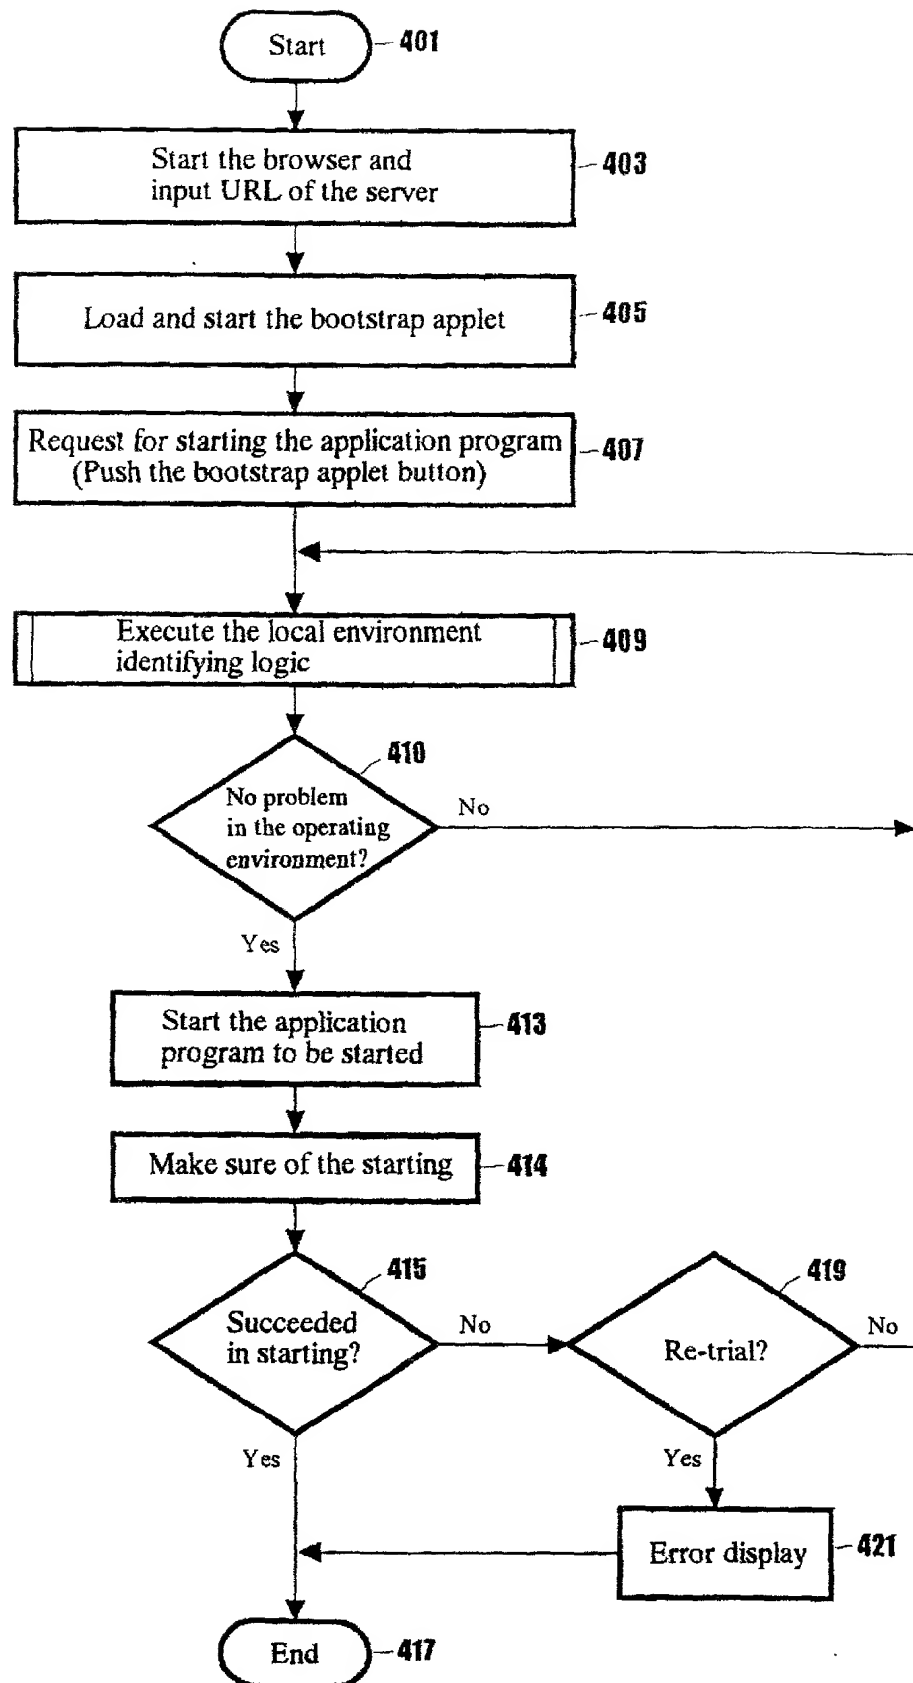 Start
401
Start the browser and
input URL of the server
403
Load and start the bootstrap applet
405
Request for starting the application program
(Push the bootstrap applet button)
407
Execute the local environment
identifying logic
409
410
No problem
in the operating
environment?
No
Yes
Start the application
program to be started
413
Make sure of the starting
414
415
Succeeded
in starting?
No
419
Re-trial?
No
Yes
Yes
Error display
421
End
417